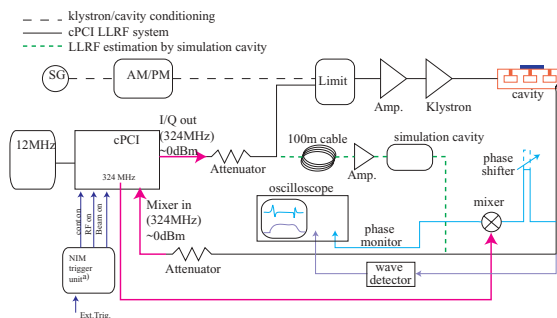 klystron/cavity conditioning
cPCI LLRF system
LLRF estimation by simulation cavity
SG
AM/PM
Limit
Amp.
Klystron
cavity
12MHz
cPCI
324 MHz
I/Q out
(324MHz)
~0dBm
Attenuator
100m cable
Amp.
simulation cavity
phase
shifter
mixer
oscilloscope
phase
monitor
Mixer in
(324MHz)
~0dBm
Attenuator
wave
detector
cont on
RF on
Beam on
NIM
trigger
unita)
Ext.Trig.